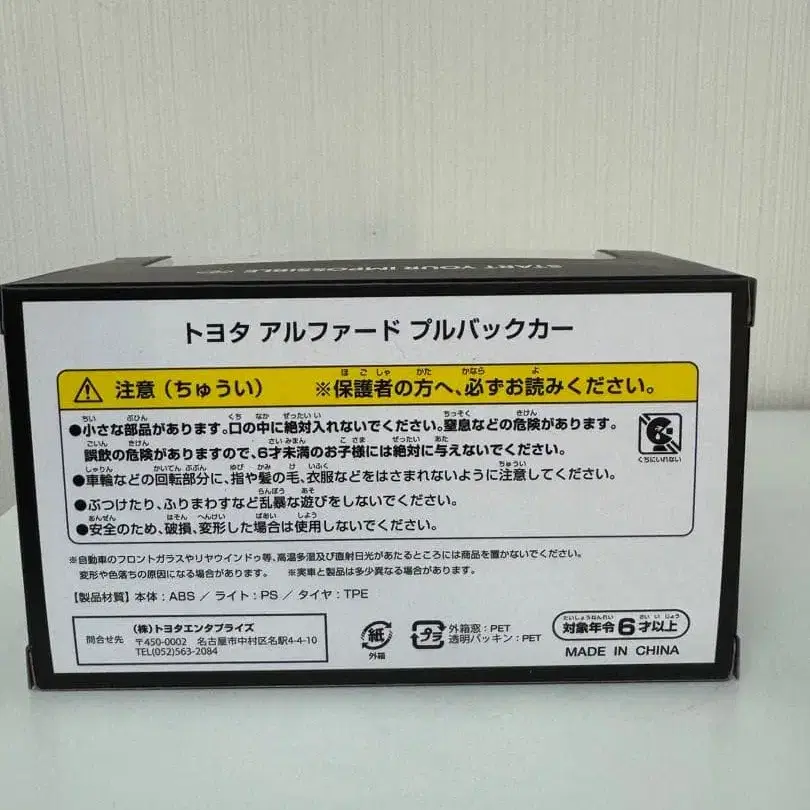 START YOUR IMPOSSIBLE
トヨタ アルファード プルバックカー
注意（ちゅうい） ※保護者の方へ、必ずお読みください。
●小さな部品があります。口の中に絶対入れないでください。窒息などの危険があります。
誤飲の危険がありますので、6才未満のお子様には絶対に与えないでください。
●車輪などの回転部分に、指や髪の毛、衣服などをはさまれないように注意してください。
●ぶつけたり、ふりまわすなど乱暴な遊びをしないでください。
●安全のため、破損、変形した場合は使用しないでください。
くちにいれない
※自動車のフロントガラスやリヤウインドゥ等、高温多湿及び直射日光があたるところには商品を置かないでください。
変形や色落ちの原因になる場合があります。 ※実車と製品は多少異なる場合があります。
【製品材質】本体：ABS ／ ライト：PS ／ タイヤ：TPE
問合せ先
（株）トヨタエンタプライズ
〒450-0002 名古屋市中村区名駅4-4-10
TEL(052)563-2084
紙
外箱
プラ
外箱窓：PET
透明パッキン：PET
対象年令6才以上
MADE IN CHINA